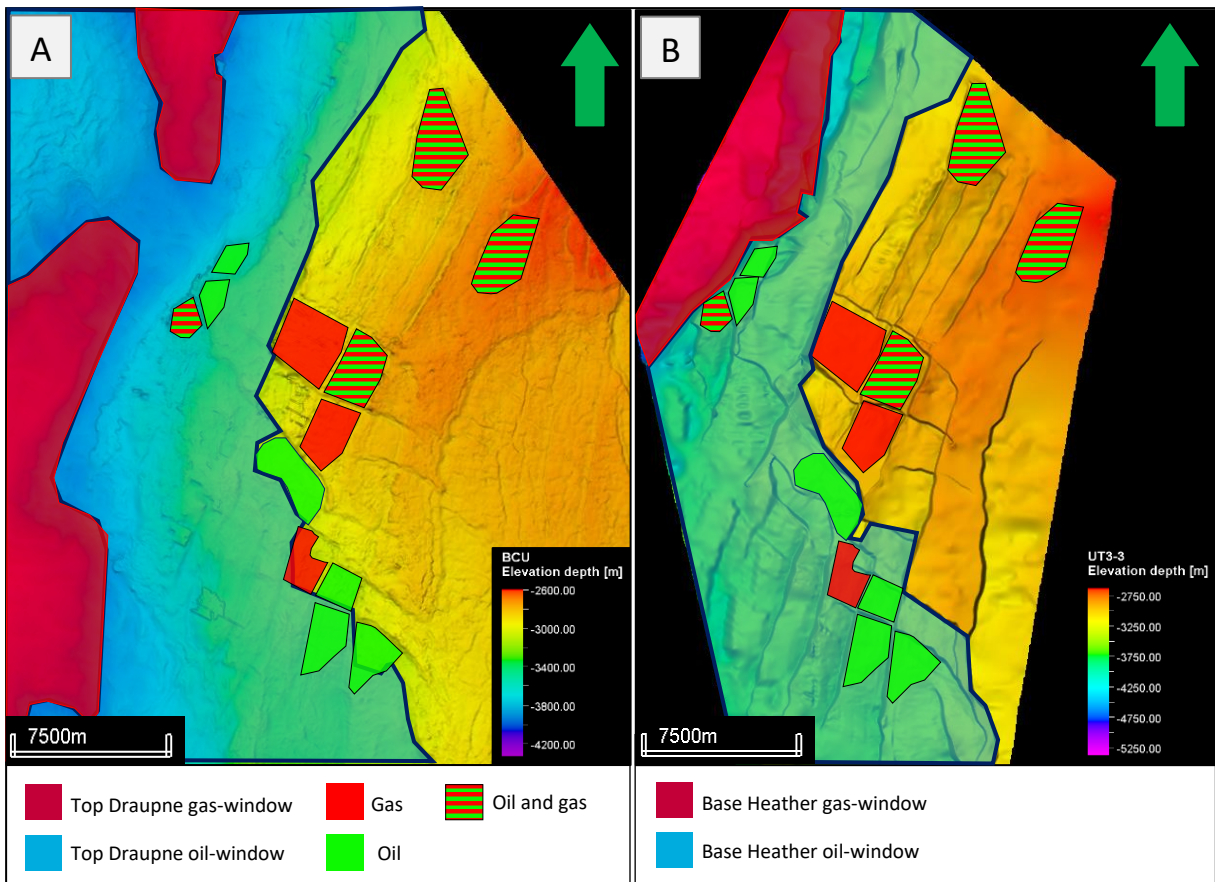 A
B
BCU
Elevation depth [m]
-2600.00
-3000.00
-3400.00
-3800.00
-4200.00
UT3-3
Elevation depth [m]
-2750.00
-3250.00
-3750.00
-4250.00
-4750.00
-5250.00
7500m
7500m
Top Draupne gas-window
Gas
Oil and gas
Top Draupne oil-window
Oil
Base Heather gas-window
Base Heather oil-window